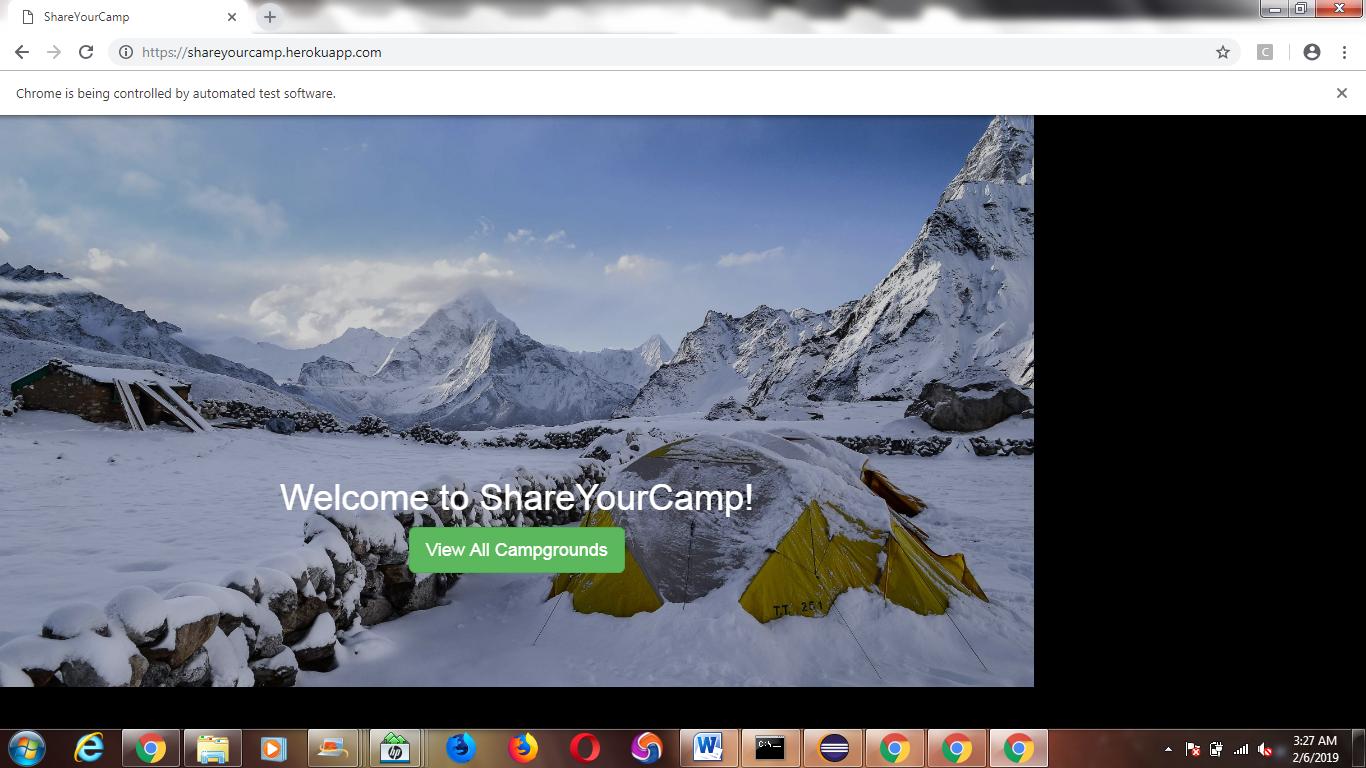 ShareYourCamp
https://shareyourcamp.herokuapp.com
Chrome is being controlled by automated test software.
Welcome to ShareYourCamp!
View All Campgrounds
T.T. 201
C:\._
3:27 AM
2/6/2019